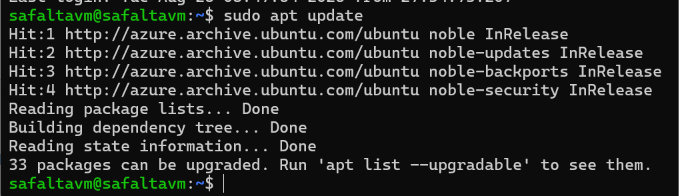 safaltavm@safaltavm:~$ sudo apt update
Hit:1 http://azure.archive.ubuntu.com/ubuntu noble InRelease
Hit:2 http://azure.archive.ubuntu.com/ubuntu noble-updates InRelease
Hit:3 http://azure.archive.ubuntu.com/ubuntu noble-backports InRelease
Hit:4 http://azure.archive.ubuntu.com/ubuntu noble-security InRelease
Reading package lists... Done
Building dependency tree... Done
Reading state information... Done
33 packages can be upgraded. Run 'apt list --upgradable' to see them.
safaltavm@safaltavm:~$